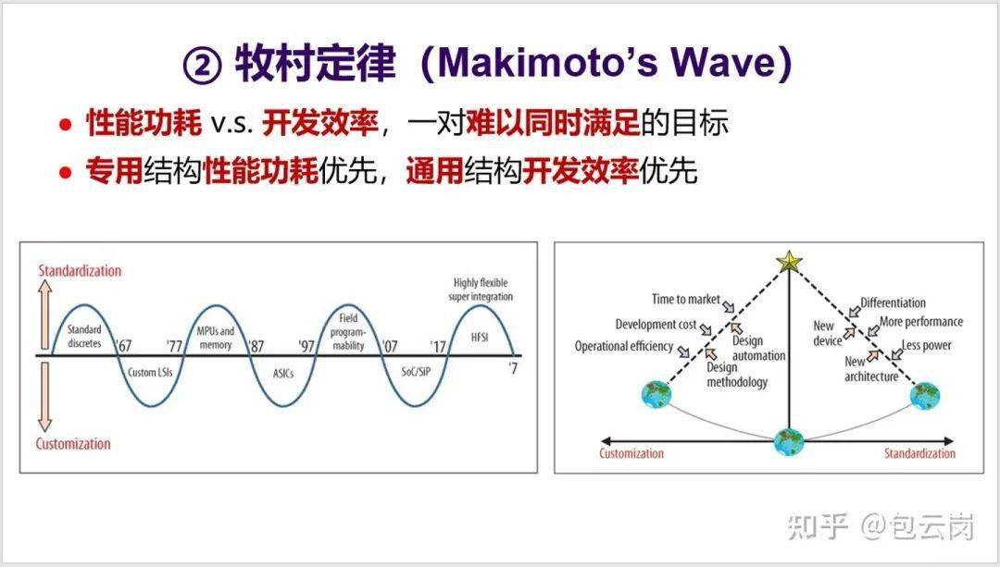 ② 牧村定律（Makimoto's Wave）
• 性能功耗 v.s. 开发效率，一对难以同时满足的目标
• 专用结构性能功耗优先，通用结构开发效率优先
Standardization
Highly flexible
super integration
Standard
discretes
'67
Custom LSIs
'77
MPUs and
memory
'87
ASICs
'97
Field
program-
mability
'07
SoC/SiP
'17
HFSI
'7
Customization
Time to market
Development cost
Operational efficiency
Design
automation
Design
methodology
Differentiation
More performance
Less power
New
device
New
architecture
Customization
Standardization
知乎 @包云岗